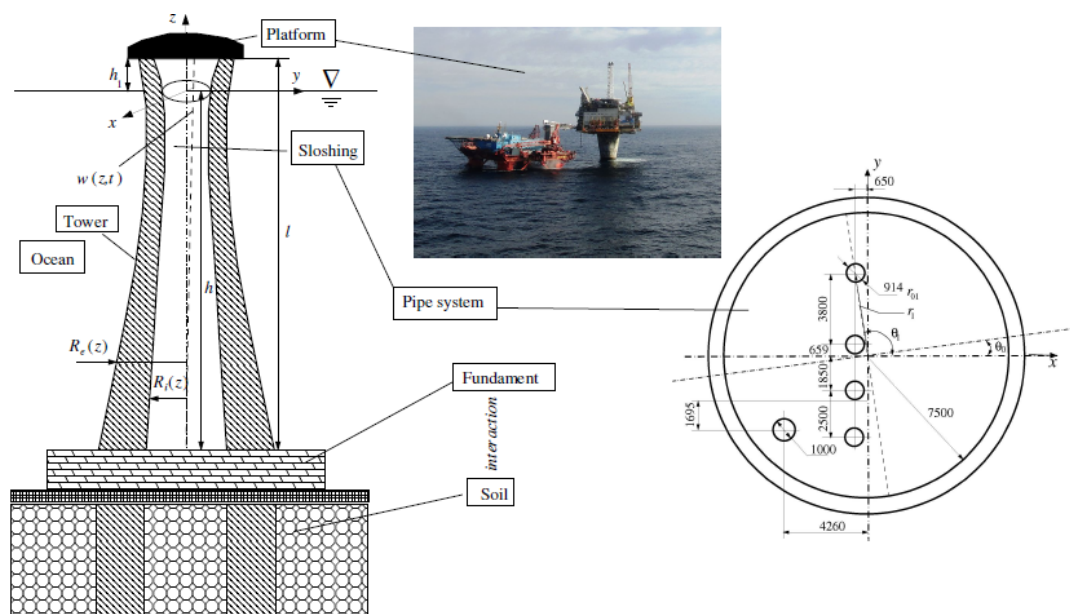 z
Platform
h₁
y
∇
x
Sloshing
w(z,t)
Tower
Ocean
l
h
Rₑ(z)
Rᵢ(z)
Fundament
interaction
Soil
Pipe system
y
650
914 r₀₁
r₁
3800
θ₁
659
θ₀
x
1850
2500
1695
7500
1000
4260